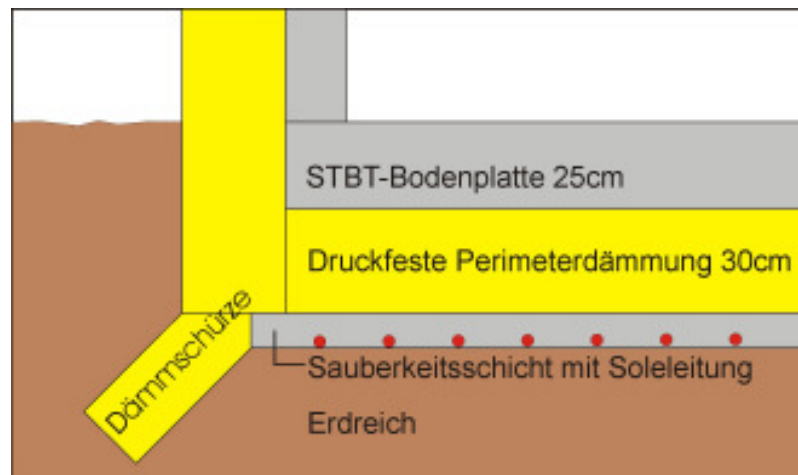 STBT-Bodenplatte 25cm
Druckfeste Perimeterdämmung 30cm
Dämmschürze
Sauberkeitsschicht mit Soleleitung
Erdreich